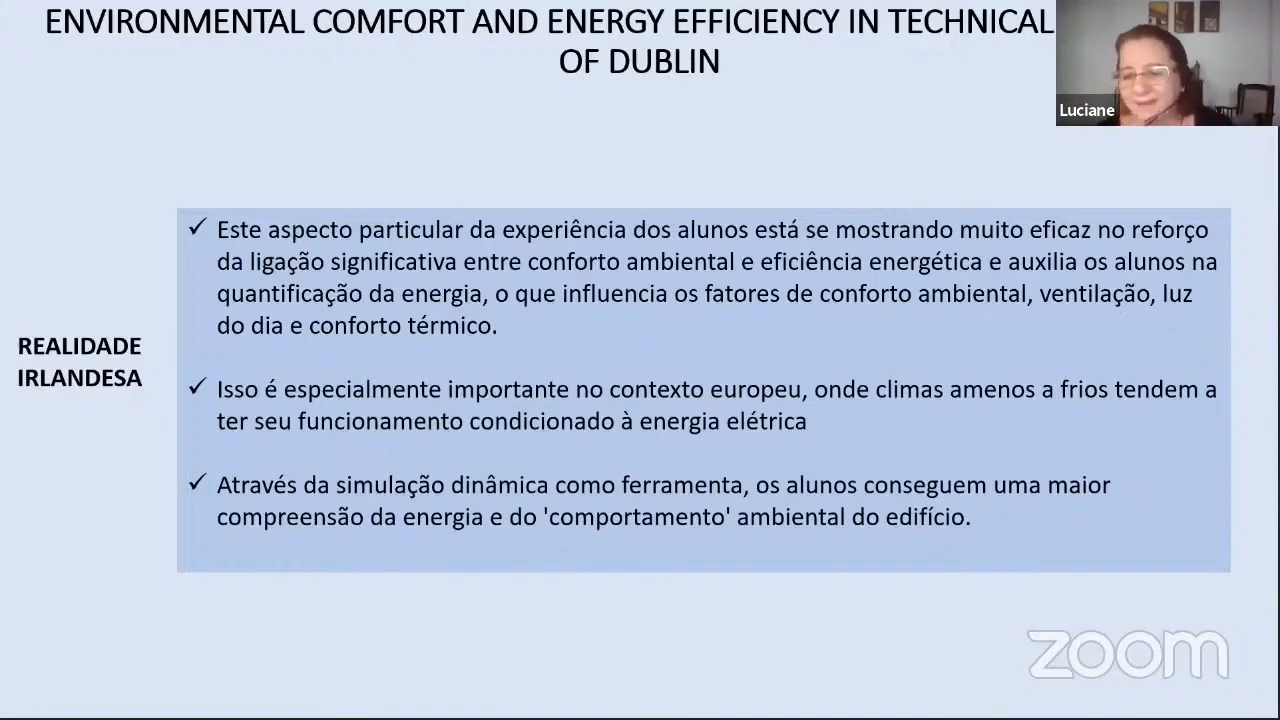 ENVIRONMENTAL COMFORT AND ENERGY EFFICIENCY IN TECHNICAL
OF DUBLIN
Luciane
✓ Este aspecto particular da experiência dos alunos está se mostrando muito eficaz no reforço
da ligação significativa entre conforto ambiental e eficiência energética e auxilia os alunos na
quantificação da energia, o que influencia os fatores de conforto ambiental, ventilação, luz
do dia e conforto térmico.
REALIDADE
IRLANDESA
✓ Isso é especialmente importante no contexto europeu, onde climas amenos a frios tendem a
ter seu funcionamento condicionado à energia elétrica
✓ Através da simulação dinâmica como ferramenta, os alunos conseguem uma maior
compreensão da energia e do 'comportamento' ambiental do edifício.
zoom